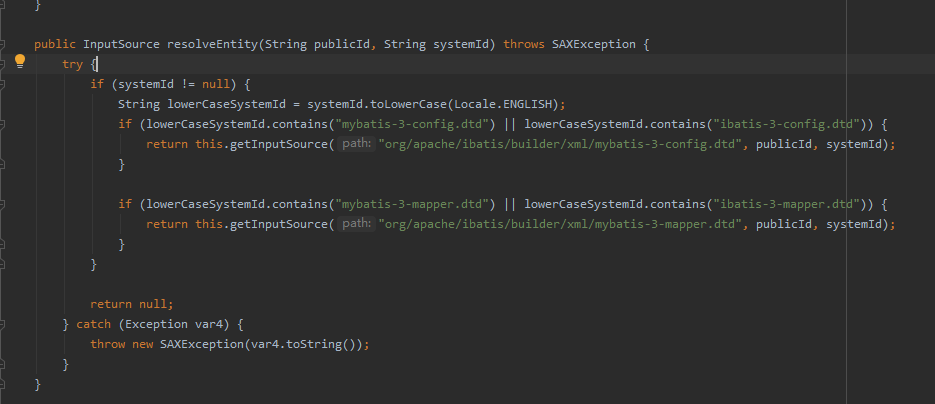 }
public InputSource resolveEntity(String publicId, String systemId) throws SAXException {
try {
if (systemId != null) {
String lowerCaseSystemId = systemId.toLowerCase(Locale.ENGLISH);
if (lowerCaseSystemId.contains("mybatis-3-config.dtd") || lowerCaseSystemId.contains("ibatis-3-config.dtd")) {
return this.getInputSource( path: "org/apache/ibatis/builder/xml/mybatis-3-config.dtd", publicId, systemId);
}
if (lowerCaseSystemId.contains("mybatis-3-mapper.dtd") || lowerCaseSystemId.contains("ibatis-3-mapper.dtd")) {
return this.getInputSource( path: "org/apache/ibatis/builder/xml/mybatis-3-mapper.dtd", publicId, systemId);
}
}
return null;
} catch (Exception var4) {
throw new SAXException(var4.toString());
}
}